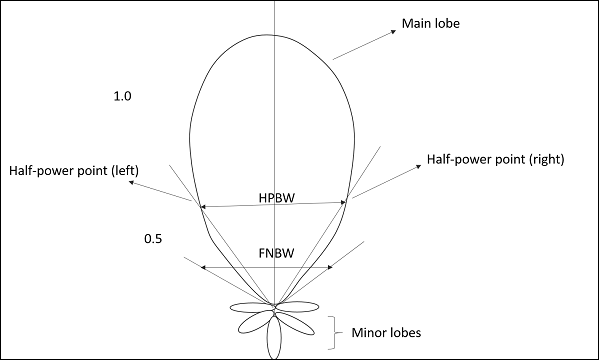 Main lobe
1.0
Half-power point (left)
Half-power point (right)
HPBW
0.5
FNBW
Minor lobes